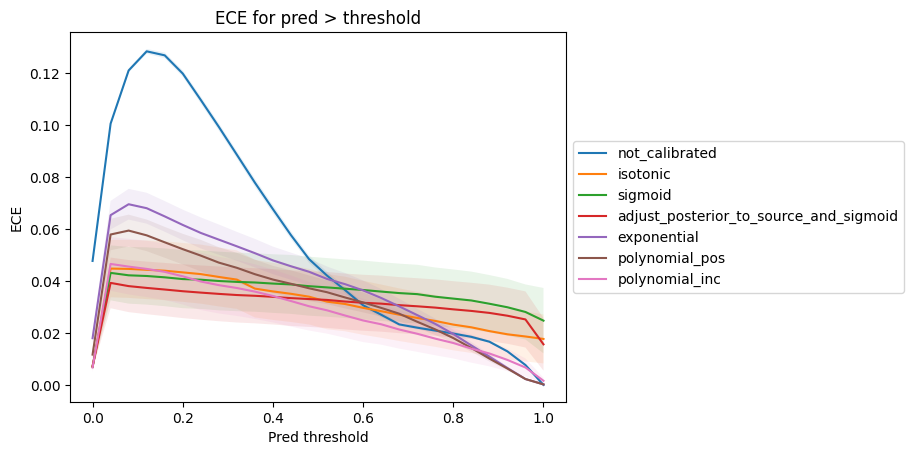 ECE for pred > threshold
ECE
0.12
0.10
0.08
0.06
0.04
0.02
0.00
0.0 0.2 0.4 0.6 0.8 1.0
Pred threshold
not_calibrated
isotonic
sigmoid
adjust_posterior_to_source_and_sigmoid
exponential
polynomial_pos
polynomial_inc